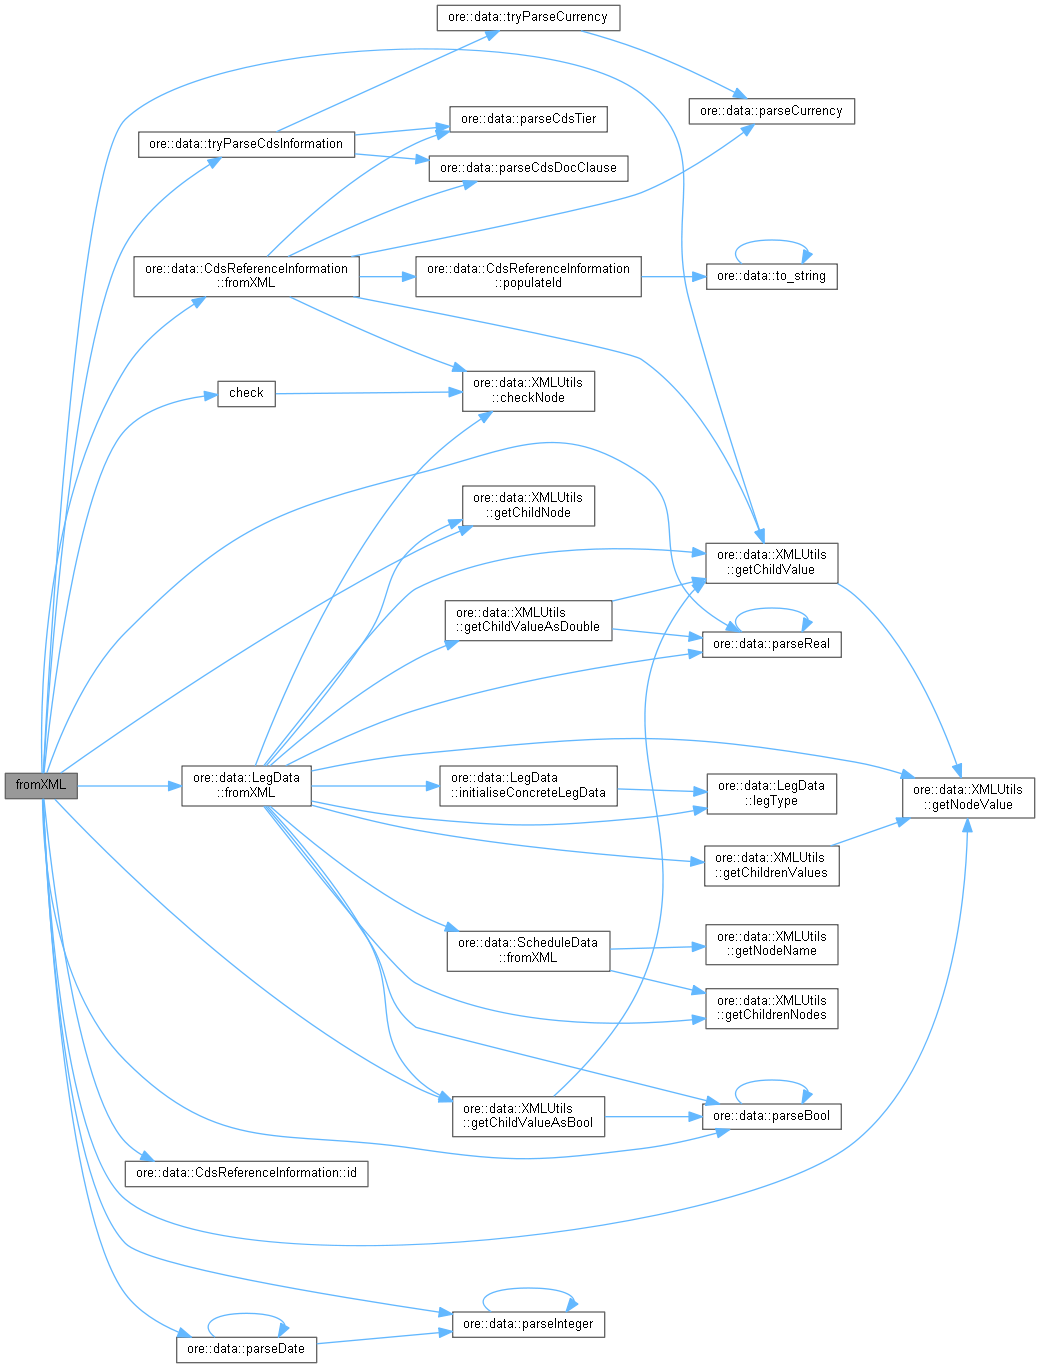 ore::data::tryParseCurrency
ore::data::parseCurrency
ore::data::parseCdsTier
ore::data::tryParseCdsInformation
ore::data::parseCdsDocClause
ore::data::CdsReferenceInformation
::fromXML
ore::data::CdsReferenceInformation
::populateId
ore::data::to_string
check
ore::data::XMLUtils
::checkNode
ore::data::XMLUtils
::getChildNode
ore::data::XMLUtils
::getChildValue
ore::data::XMLUtils
::getChildValueAsDouble
ore::data::parseReal
fromXML
ore::data::LegData
::fromXML
ore::data::LegData
::initialiseConcreteLegData
ore::data::LegData
::legType
ore::data::XMLUtils
::getNodeValue
ore::data::XMLUtils
::getChildrenValues
ore::data::ScheduleData
::fromXML
ore::data::XMLUtils
::getNodeName
ore::data::XMLUtils
::getChildrenNodes
ore::data::XMLUtils
::getChildValueAsBool
ore::data::parseBool
ore::data::CdsReferenceInformation::id
ore::data::parseInteger
ore::data::parseDate